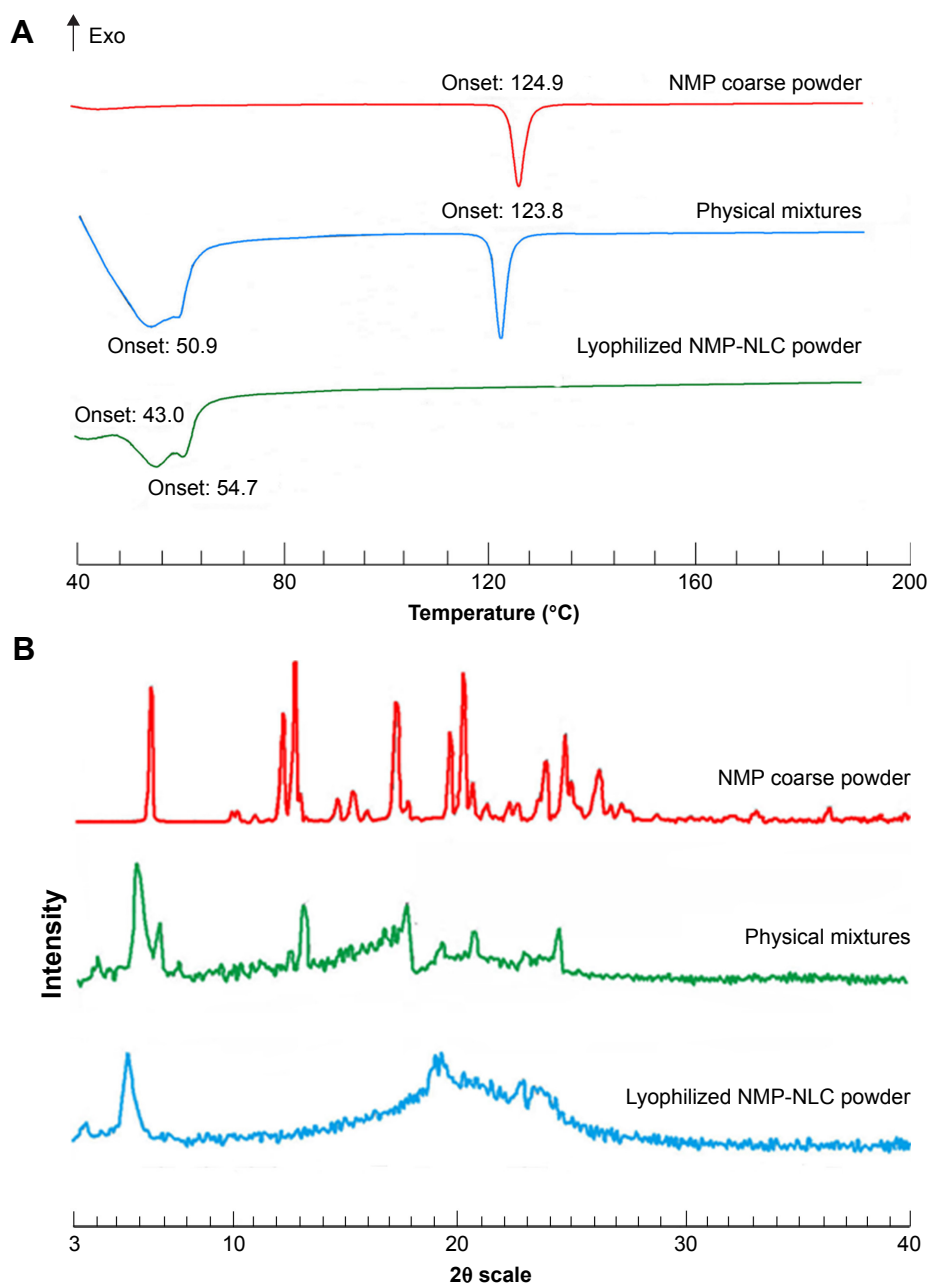 A
Exo
Onset: 124.9
NMP coarse powder
Onset: 123.8
Physical mixtures
Onset: 50.9
Lyophilized NMP-NLC powder
Onset: 43.0
Onset: 54.7
40 80 120 160 200
Temperature (°C)
B
NMP coarse powder
Physical mixtures
Intensity
Lyophilized NMP-NLC powder
3 10 20 30 40
2θ scale